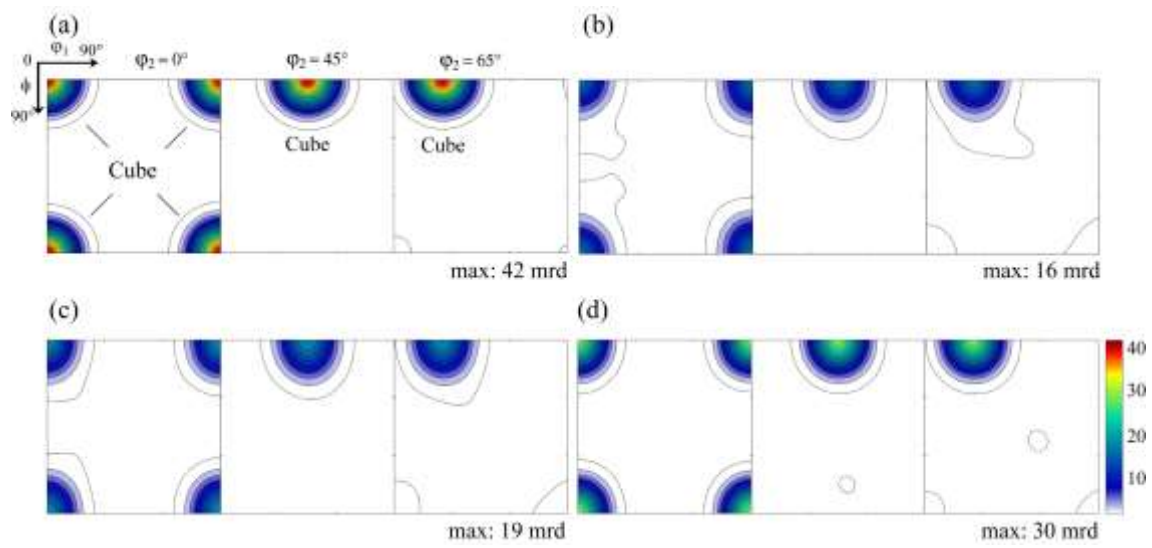 (a)
(b)
0 φ₁ 90°
ϕ
90°
φ₂ = 0°
φ₂ = 45°
φ₂ = 65°
Cube
Cube
Cube
max: 42 mrd
max: 16 mrd
(c)
(d)
40
30
20
10
max: 19 mrd
max: 30 mrd